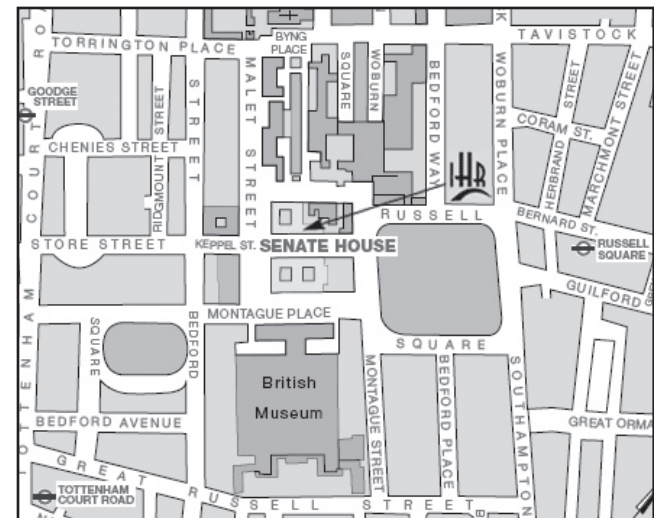 TORRINGTON PLACE
BYNG
PLACE
TAVISTOCK
GOODGE
STREET
CHENIES STREET
RIDGMOUNT STREET
STREET
MALET STREET
SQUARE
WOBURN
BEDFORD WAY
WOBURN PLACE
CORAM ST.
HERBRAND STREET
MARCHMONT STREET
IHR
RUSSELL
BERNARD ST.
RUSSELL
SQUARE
STORE STREET
KEPPEL ST.
SENATE HOUSE
GUILFORD
TOTTENHAM COURT
MONTAGUE PLACE
SQUARE
BEDFORD
SQUARE
British
Museum
MONTAGUE STREET
BEDFORD PLACE
SOUTHAMPTON
BEDFORD AVENUE
GREAT ORMA
GREAT RUSSELL STREET
TOTTENHAM
COURT ROAD